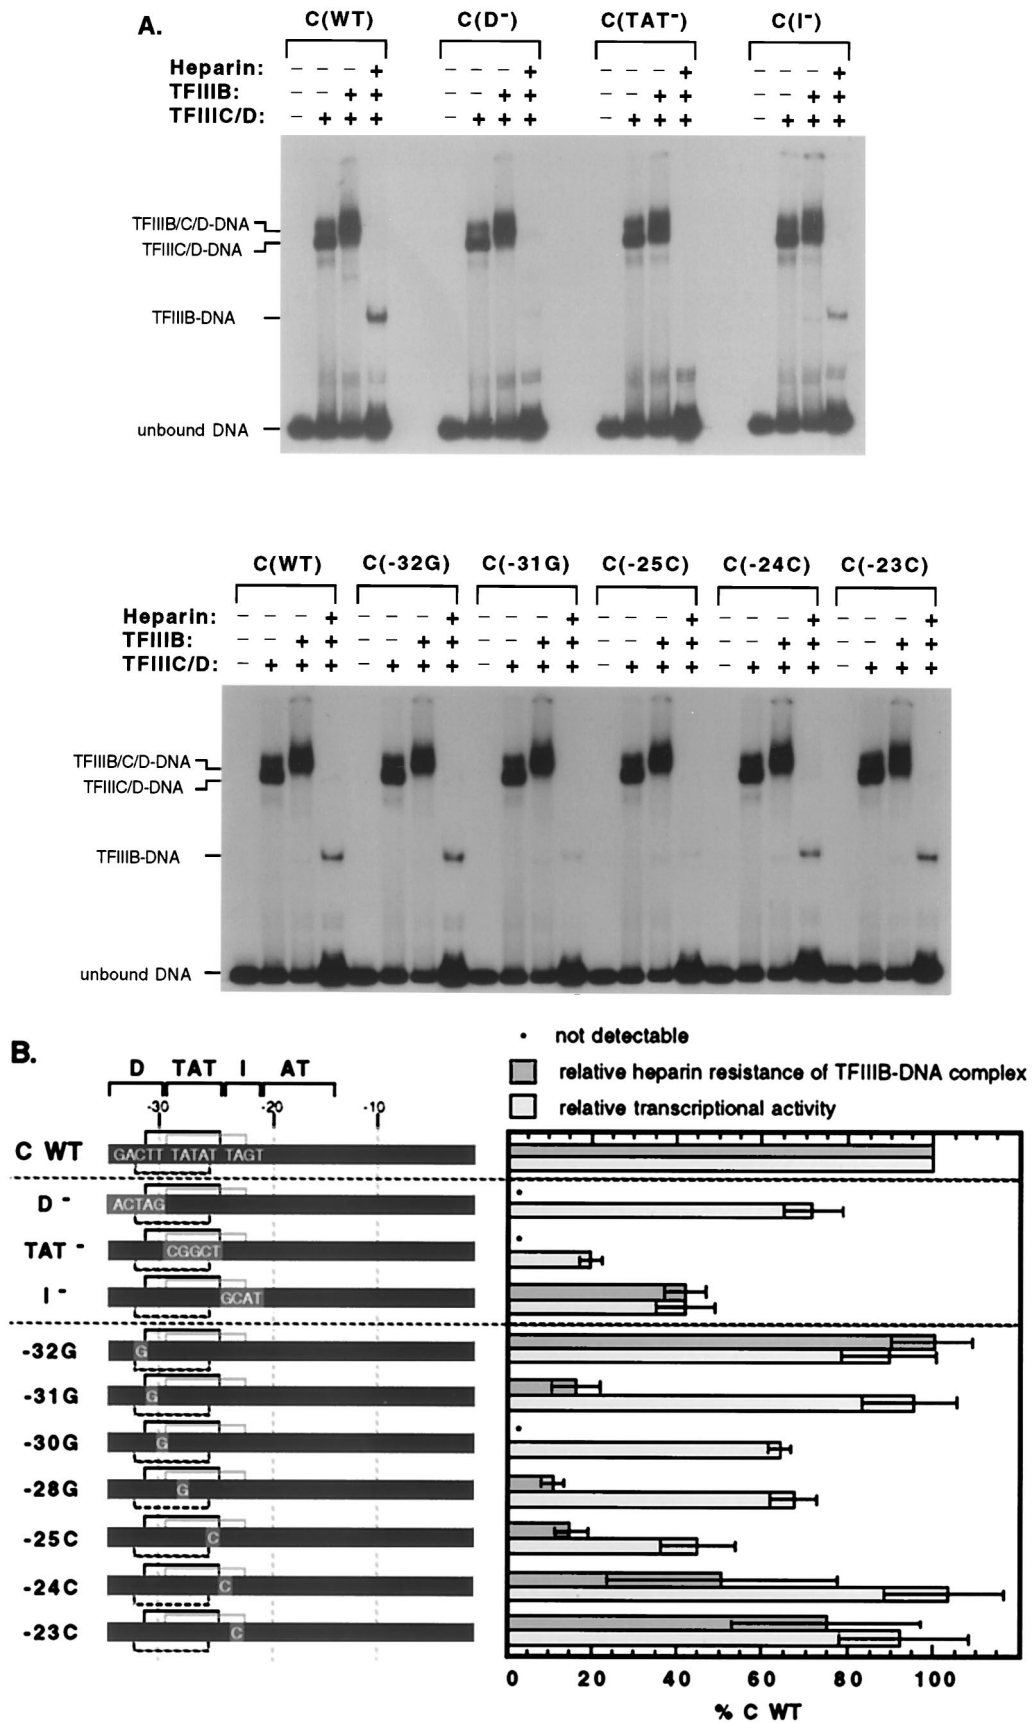 A.
C(WT) C(D⁻) C(TAT⁻) C(I⁻)
Heparin: – – – + – – – + – – – + – – – +
TFIIIB: – – + + – – + + – – + + – – + +
TFIIIC/D: – + + + – + + + – + + + – + + +
TFIIIB/C/D-DNA
TFIIIC/D-DNA
TFIIIB-DNA
unbound DNA
C(WT) C(-32G) C(-31G) C(-25C) C(-24C) C(-23C)
Heparin: – – – + – – – + – – – + – – – + – – – + – – – +
TFIIIB: – – + + – – + + – – + + – – + + – – + + – – + +
TFIIIC/D: – + + + – + + + – + + + – + + + – + + + – + + +
TFIIIB/C/D-DNA
TFIIIC/D-DNA
TFIIIB-DNA
unbound DNA
B.
• not detectable
relative heparin resistance of TFIIIB-DNA complex
relative transcriptional activity
D TAT I AT
-30 -20 -10
C WT GACTT TATAT TAGT
D⁻ ACTAG
TAT⁻ CGGCT
I⁻ GCAT
-32G G
-31G G
-30G G
-28G G
-25C C
-24C C
-23C C
0 20 40 60 80 100
% C WT